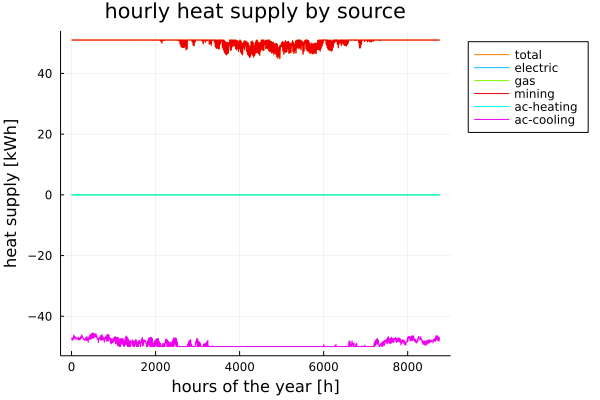 hourly heat supply by source
heat supply [kWh]
40
20
0
−20
−40
0
2000
4000
6000
8000
hours of the year [h]
total
electric
gas
mining
ac-heating
ac-cooling